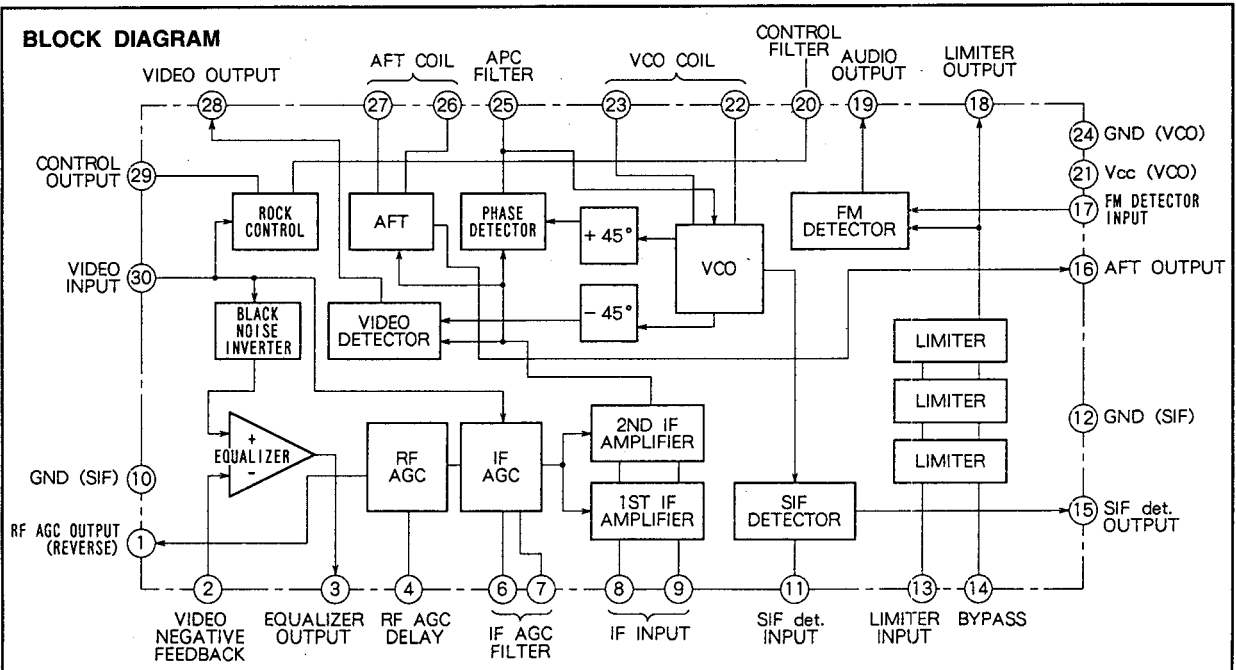 BLOCK DIAGRAM
VIDEO OUTPUT
AFT COIL
APC
FILTER
VCO COIL
CONTROL
FILTER
AUDIO
OUTPUT
LIMITER
OUTPUT
28
27
26
25
23
22
20
19
18
24 GND (VCO)
21 Vcc (VCO)
17 FM DETECTOR
INPUT
16 AFT OUTPUT
12 GND (SIF)
15 SIF det.
OUTPUT
CONTROL
OUTPUT 29
VIDEO
INPUT 30
GND (SIF) 10
RF AGC OUTPUT
(REVERSE) 1
ROCK
CONTROL
AFT
PHASE
DETECTOR
+45°
VCO
FM
DETECTOR
BLACK
NOISE
INVERTER
VIDEO
DETECTOR
-45°
LIMITER
LIMITER
LIMITER
+
EQUALIZER
-
RF
AGC
IF
AGC
2ND IF
AMPLIFIER
1ST IF
AMPLIFIER
SIF
DETECTOR
2
3
4
6
7
8
9
11
13
14
VIDEO
NEGATIVE
FEEDBACK
EQUALIZER
OUTPUT
RF AGC
DELAY
IF AGC
FILTER
IF INPUT
SIF det.
INPUT
LIMITER
INPUT
BYPASS